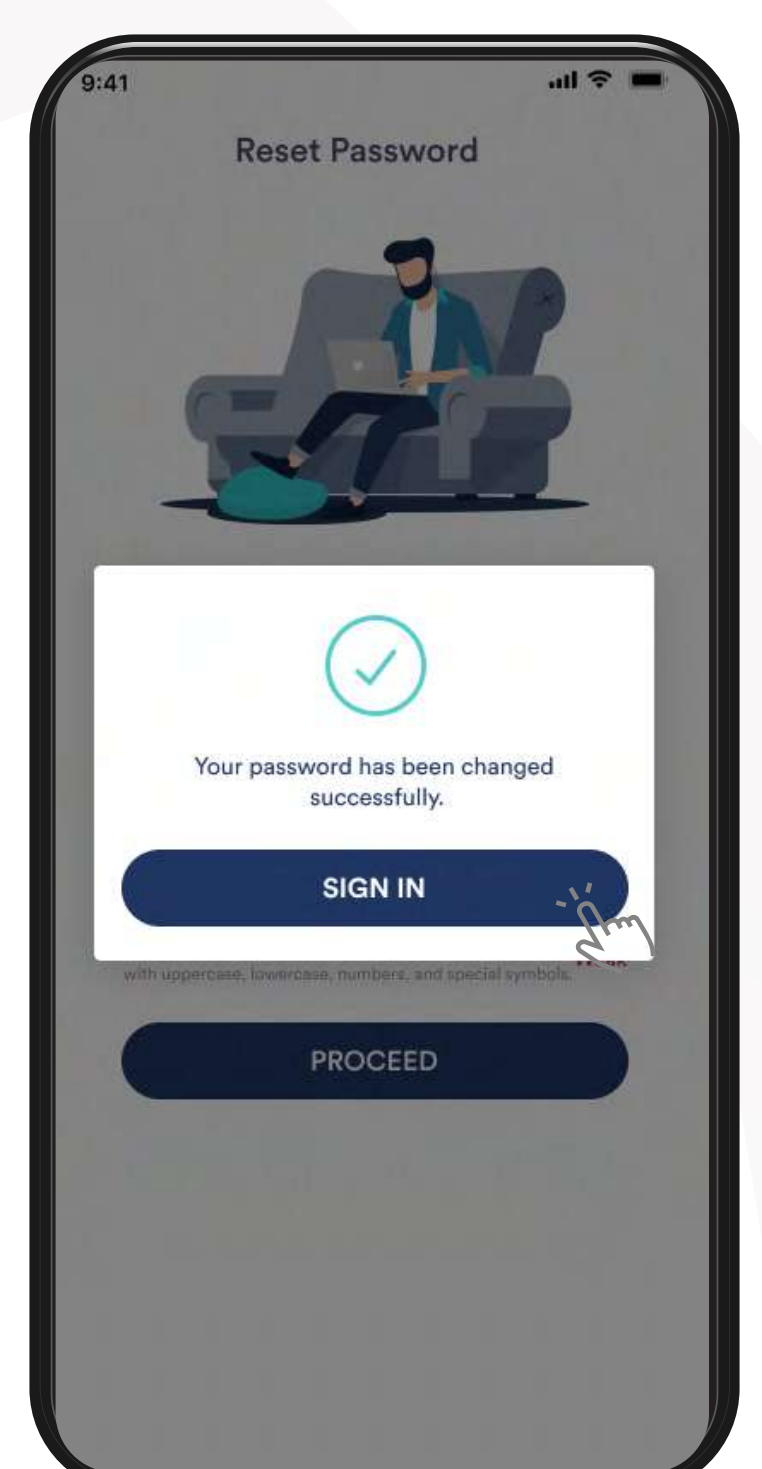 9:41
Reset Password
Your password has been changed
successfully.
SIGN IN
with uppercase, lowercase, numbers, and special symbols.
PROCEED